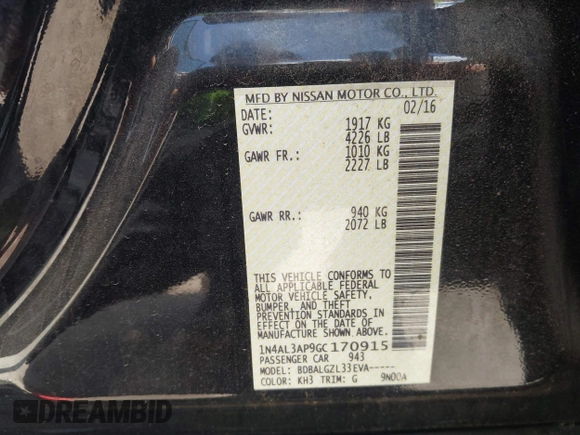 MFD BY NISSAN MOTOR CO., LTD.
DATE: 02/16
GVWR: 1917 KG
4226 LB
GAWR FR.: 1010 KG
2227 LB
GAWR RR.: 940 KG
2072 LB
THIS VEHICLE CONFORMS TO
ALL APPLICABLE FEDERAL
MOTOR VEHICLE SAFETY,
BUMPER, AND THEFT
PREVENTION STANDARDS IN
EFFECT ON THE DATE OF
MANUFACTURE SHOWN ABOVE.
1N4AL3AP9GC170915
PASSENGER CAR 943
MODEL: BDBALGZL33EVA-----
COLOR: KH3 TRIM: G 9N00A
DREAMBID